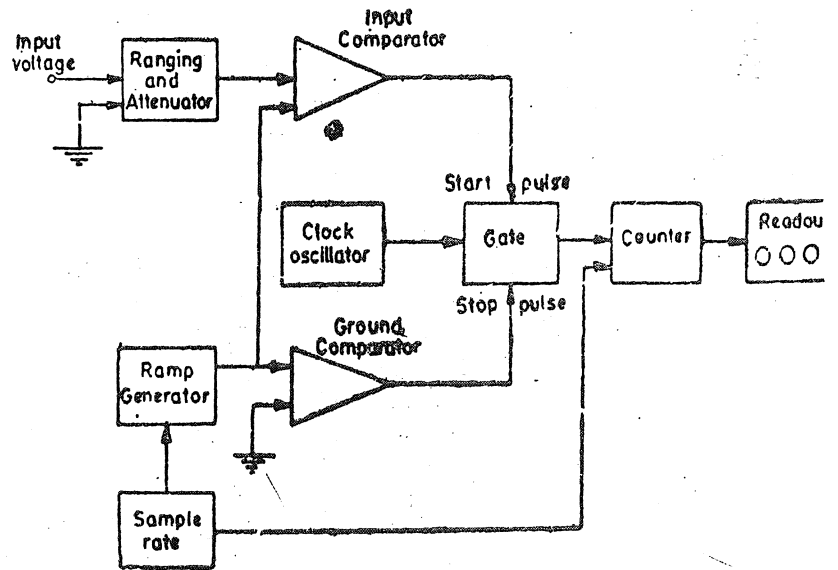 Input
voltage
Ranging
and
Attenuator
Input
Comparator
Start pulse
Clock
oscillator
Gate
Counter
Readou
Stop pulse
Ground
Comparator
Ramp
Generator
Sample
rate